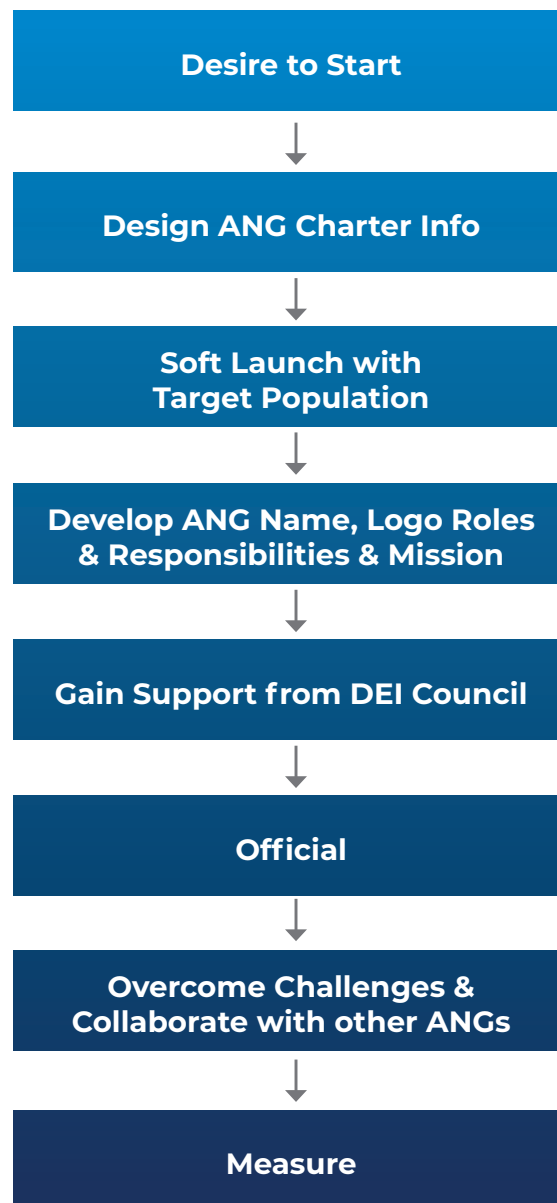 Desire to Start
Design ANG Charter Info
Soft Launch with
Target Population
Develop ANG Name, Logo Roles
& Responsibilities & Mission
Gain Support from DEI Council
Official
Overcome Challenges &
Collaborate with other ANGs
Measure